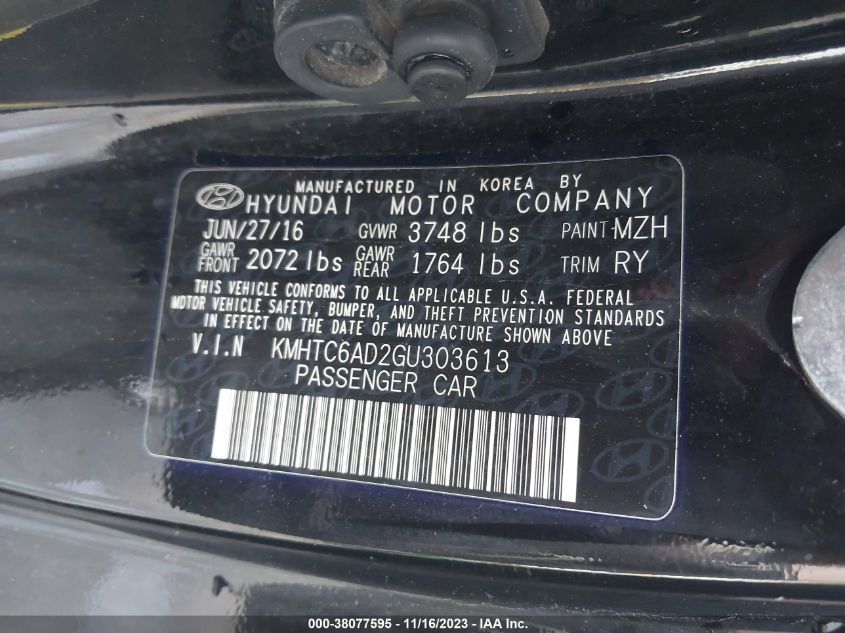 MANUFACTURED IN KOREA BY
HYUNDAI MOTOR COMPANY
JUN/27/16 GVWR 3748 lbs PAINT-MZH
GAWR FRONT 2072 lbs GAWR REAR 1764 lbs TRIM RY
THIS VEHICLE CONFORMS TO ALL APPLICABLE U.S.A. FEDERAL
MOTOR VEHICLE SAFETY, BUMPER, AND THEFT PREVENTION STANDARDS
IN EFFECT ON THE DATE OF MANUFACTURE SHOWN ABOVE
V.I.N KMHTC6AD2GU303613
PASSENGER CAR
000-38077595 - 11/16/2023 - IAA Inc.